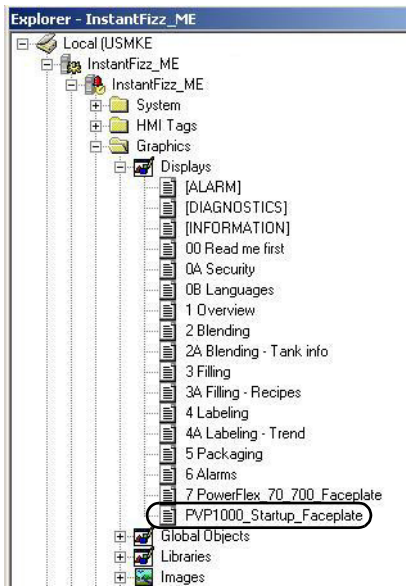 Explorer - InstantFizz_ME
Local (USMKE
InstantFizz_ME
InstantFizz_ME
System
HMI Tags
Graphics
Displays
[ALARM]
[DIAGNOSTICS]
[INFORMATION]
00 Read me first
0A Security
0B Languages
1 Overview
2 Blending
2A Blending - Tank info
3 Filling
3A Filling - Recipes
4 Labeling
4A Labeling - Trend
5 Packaging
6 Alarms
7 PowerFlex_70_700_Faceplate
PVP1000_Startup_Faceplate
Global Objects
Libraries
Images